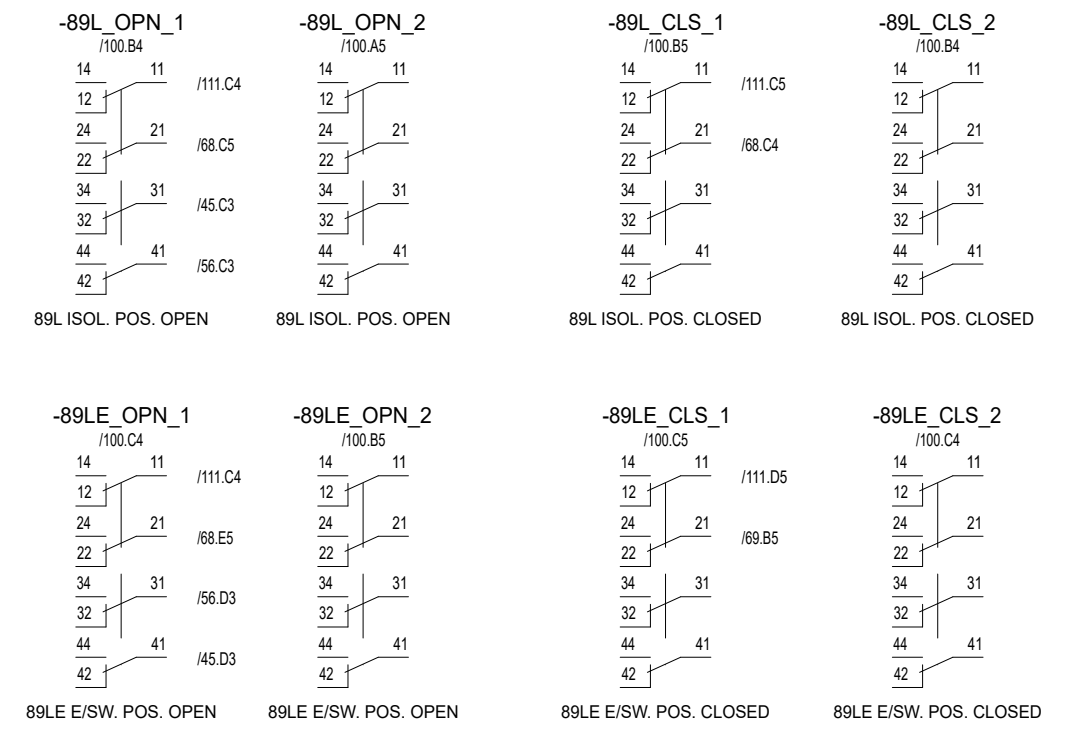 -89L_OPN_1 -89L_OPN_2 -89L_CLS_1 -89L_CLS_2
/100.B4 /100.A5 /100.B5 /100.B4
14 11 /111.C4 14 11 14 11 /111.C5 14 11
12 12 12 12
24 21 /68.C5 24 21 24 21 /68.C4 24 21
22 22 22 22
34 31 /45.C3 34 31 34 31 34 31
32 32 32 32
44 41 /56.C3 44 41 44 41 44 41
42 42 42 42
89L ISOL. POS. OPEN 89L ISOL. POS. OPEN 89L ISOL. POS. CLOSED 89L ISOL. POS. CLOSED
-89LE_OPN_1 -89LE_OPN_2 -89LE_CLS_1 -89LE_CLS_2
/100.C4 /100.B5 /100.C5 /100.C4
14 11 /111.C4 14 11 14 11 /111.D5 14 11
12 12 12 12
24 21 /68.E5 24 21 24 21 /69.B5 24 21
22 22 22 22
34 31 /56.D3 34 31 34 31 34 31
32 32 32 32
44 41 /45.D3 44 41 44 41 44 41
42 42 42 42
89LE E/SW. POS. OPEN 89LE E/SW. POS. OPEN 89LE E/SW. POS. CLOSED 89LE E/SW. POS. CLOSED